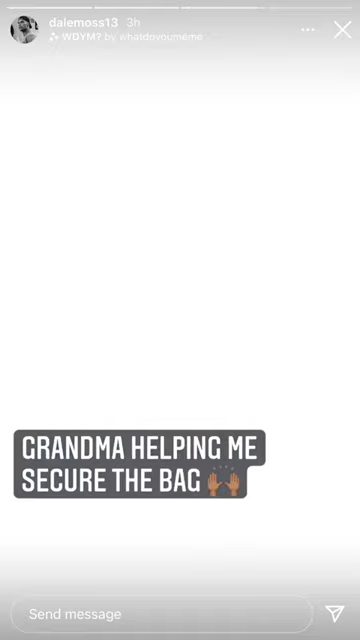 dalemoss13 3h
WDYM? by whatdoyoumeme
GRANDMA HELPING ME
SECURE THE BAG 🙌🏾
Send message